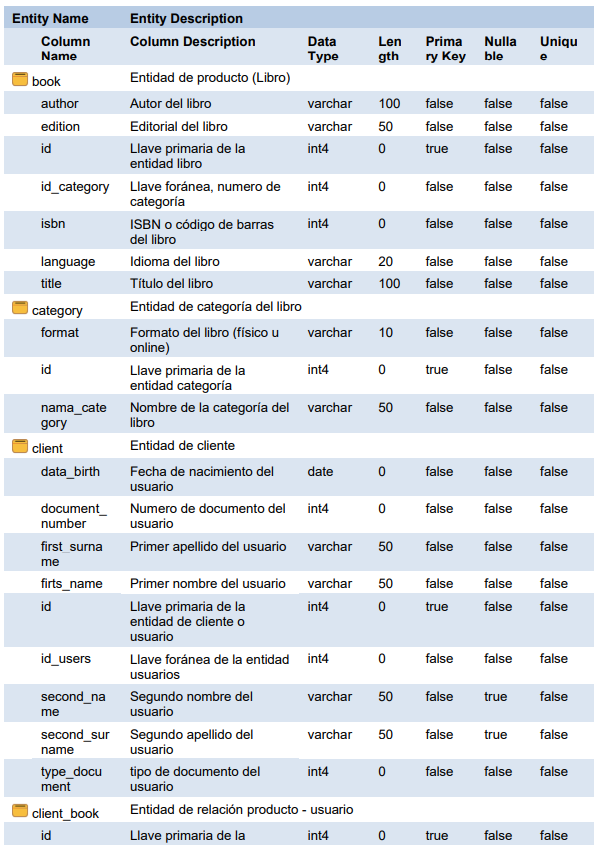 Entity Name Entity Description
Column Column Description Data Len Prima Nulla Uniqu
Name Type gth ry Key ble e
book Entidad de producto (Libro)
author Autor del libro varchar 100 false false false
edition Editorial del libro varchar 50 false false false
id Llave primaria de la int4 0 true false false
entidad libro
id_category Llave foránea, numero de int4 0 false false false
categoría
isbn ISBN o código de barras int4 0 false false false
del libro
language Idioma del libro varchar 20 false false false
title Título del libro varchar 100 false false false
category Entidad de categoría del libro
format Formato del libro (físico u varchar 10 false false false
online)
id Llave primaria de la int4 0 true false false
entidad categoría
nama_cate Nombre de la categoría del varchar 50 false false false
gory libro
client Entidad de cliente
data_birth Fecha de nacimiento del date 0 false false false
usuario
document_ Numero de documento del int4 0 false false false
number usuario
first_surna Primer apellido del usuario varchar 50 false false false
me
firts_name Primer nombre del usuario varchar 50 false false false
id Llave primaria de la int4 0 true false false
entidad de cliente o
usuario
id_users Llave foránea de la entidad int4 0 false false false
usuarios
second_na Segundo nombre del varchar 50 false true false
me usuario
second_sur Segundo apellido del varchar 50 false true false
name usuario
type_docu tipo de documento del int4 0 false false false
ment usuario
client_book Entidad de relación producto - usuario
id Llave primaria de la int4 0 true false false